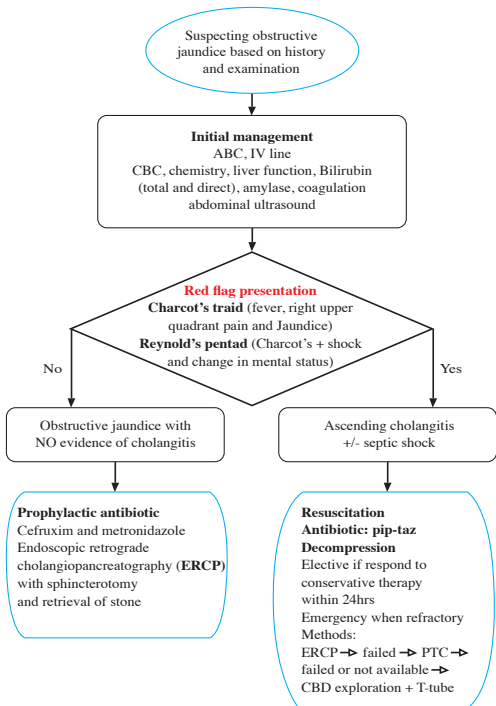 Suspecting obstructive
jaundice based on history
and examination
Initial management
ABC, IV line
CBC, chemistry, liver function, Bilirubin
(total and direct), amylase, coagulation
abdominal ultrasound
Red flag presentation
Charcot's traid (fever, right upper
quadrant pain and Jaundice)
Reynold's pentad (Charcot's + shock
and change in mental status)
No
Yes
Obstructive jaundice with
NO evidence of cholangitis
Ascending cholangitis
+/- septic shock
Prophylactic antibiotic
Cefruxim and metronidazole
Endoscopic retrograde
cholangiopancreatography (ERCP)
with sphincterotomy
and retrieval of stone
Resuscitation
Antibiotic: pip-taz
Decompression
Elective if respond to
conservative therapy
within 24hrs
Emergency when refractory
Methods:
ERCP → failed → PTC →
failed or not available →
CBD exploration + T-tube